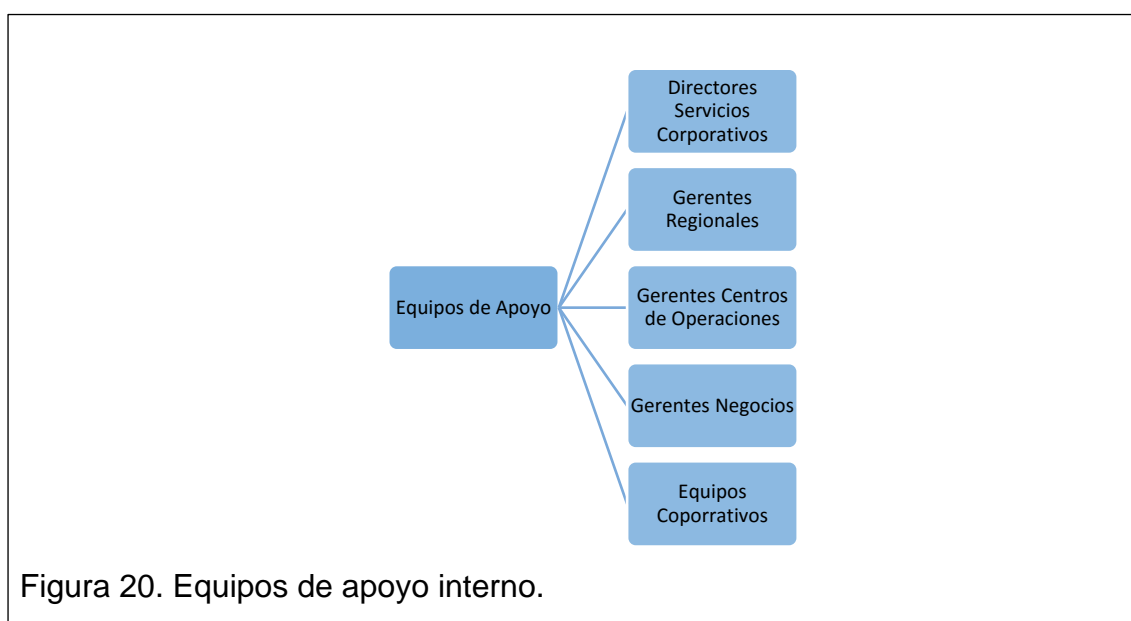 Directores
Servicios
Corporativos
Gerentes
Regionales
Equipos de Apoyo
Gerentes Centros
de Operaciones
Gerentes Negocios
Equipos
Coporrativos
Figura 20. Equipos de apoyo interno.